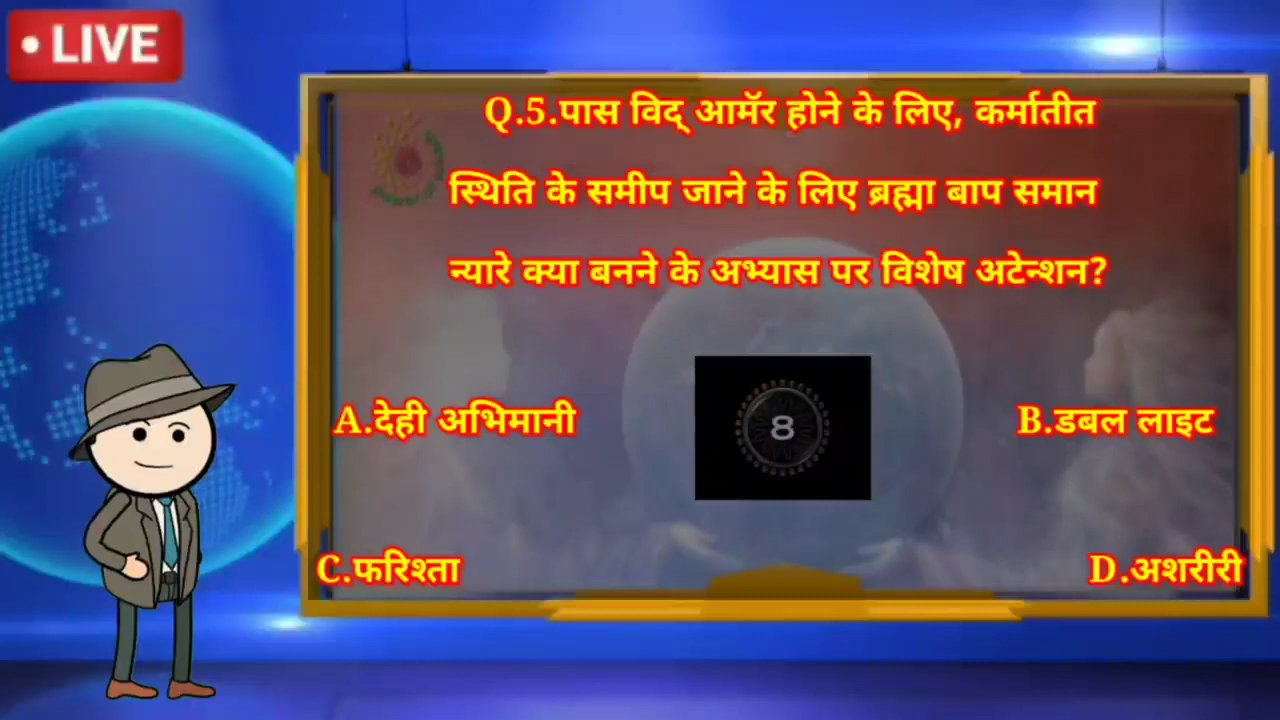 LIVE
Q.5.पास विद् आमॅर होने के लिए, कर्मातीत
स्थिति के समीप जाने के लिए ब्रह्मा बाप समान
न्यारे क्या बनने के अभ्यास पर विशेष अटेन्शन?
A.देही अभिमानी
8
B.डबल लाइट
C.फरिश्ता
D.अशरीरी